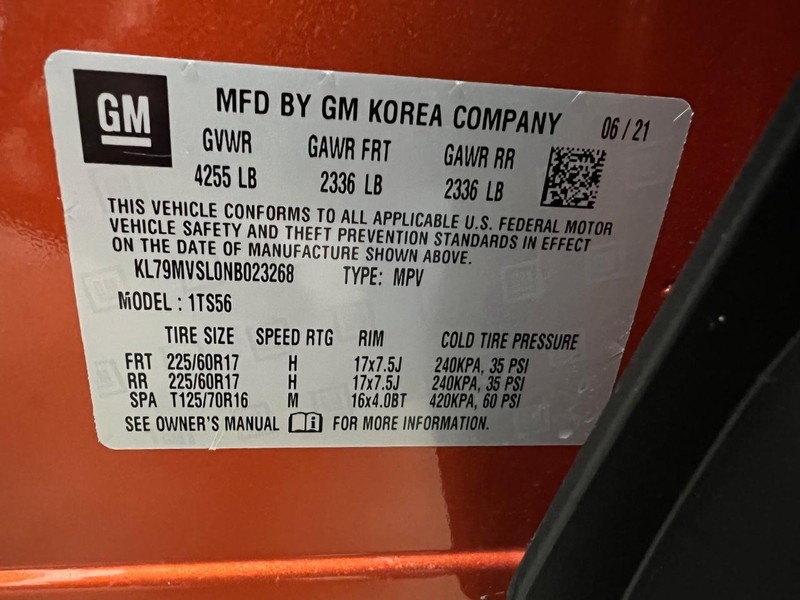 GM
MFD BY GM KOREA COMPANY 06 / 21
GVWR GAWR FRT GAWR RR
4255 LB 2336 LB 2336 LB
THIS VEHICLE CONFORMS TO ALL APPLICABLE U.S. FEDERAL MOTOR
VEHICLE SAFETY AND THEFT PREVENTION STANDARDS IN EFFECT
ON THE DATE OF MANUFACTURE SHOWN ABOVE.
KL79MVSL0NB023268 TYPE: MPV
MODEL : 1TS56
TIRE SIZE SPEED RTG RIM COLD TIRE PRESSURE
FRT 225/60R17 H 17x7.5J 240KPA, 35 PSI
RR 225/60R17 H 17x7.5J 240KPA, 35 PSI
SPA T125/70R16 M 16x4.0BT 420KPA, 60 PSI
SEE OWNER'S MANUAL i FOR MORE INFORMATION.